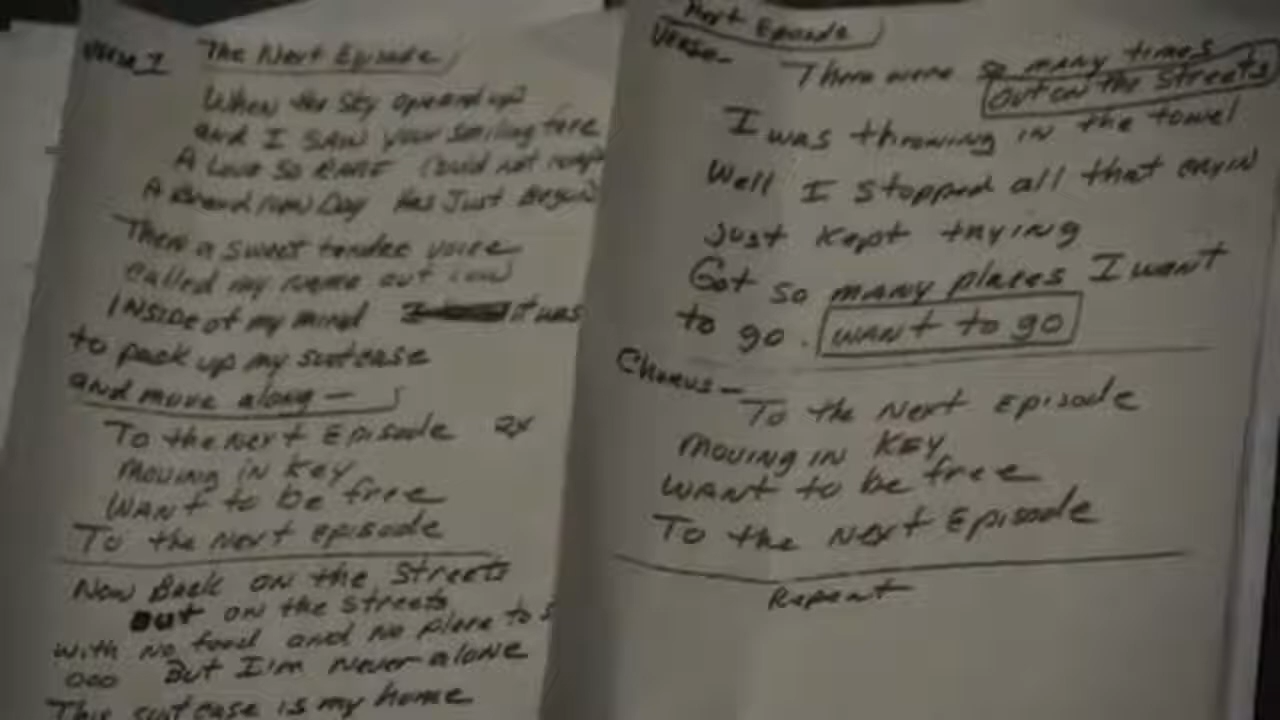 Verse 1 The Next Episode
When the sky opened up
and I SAW your smiling face
A Love SO RARE could not
A Brand new Day Has Just Begun
Then a sweet tender voice
called my name out
INSIDE of my mind it was
to pack up my suitcase
and move along —
To the Next Episode 2x
moving in key
WANT to be free
To the Next episode
Now Back on the Streets
OUT on the streets
with no food and no place to
OOO But I'm never alone
This suitcase is my home
Next Episode
Verse-
There were so many times
OUT ON THE STREETS
I was throwing in the towel
Well I stopped all that cryin
Just kept trying
Got so many places I want
to go. WANT to go
Chorus —
To the Next Episode
moving in KEY
WANT to be free
To the Next Episode
Repeat